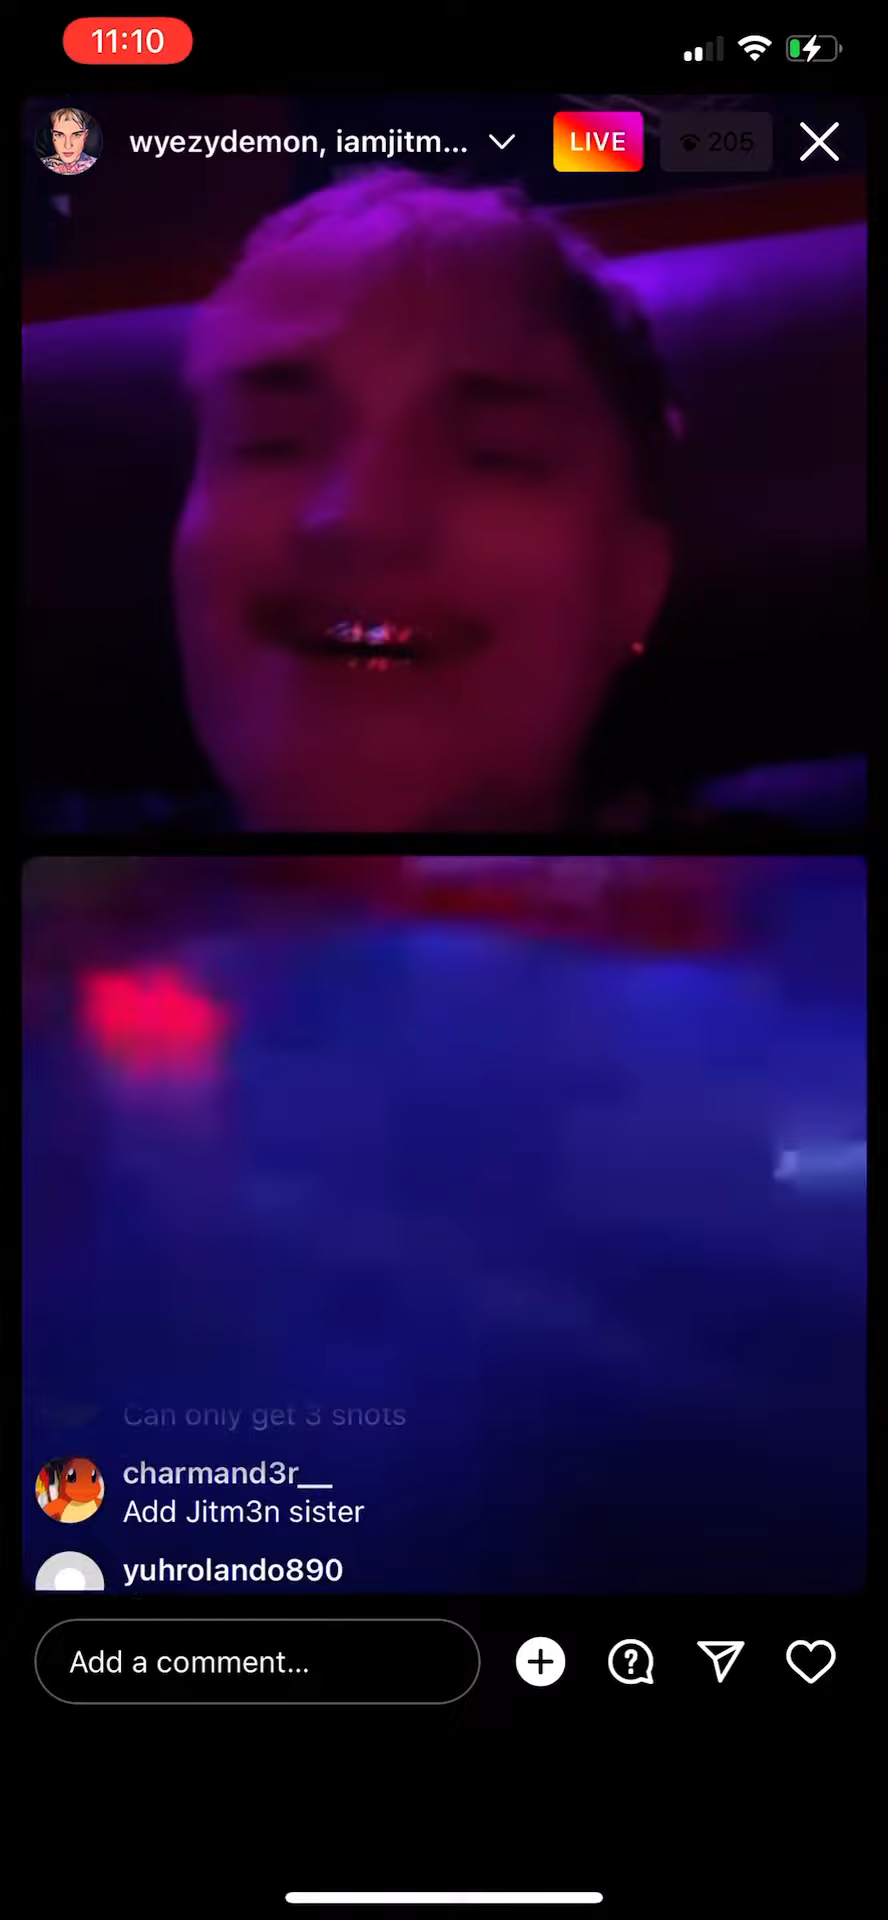 11:10
wyezydemon, iamjitm...
LIVE
205
Can only get 3 shots
charmand3r__
Add Jitm3n sister
yuhrolando890
Add a comment...